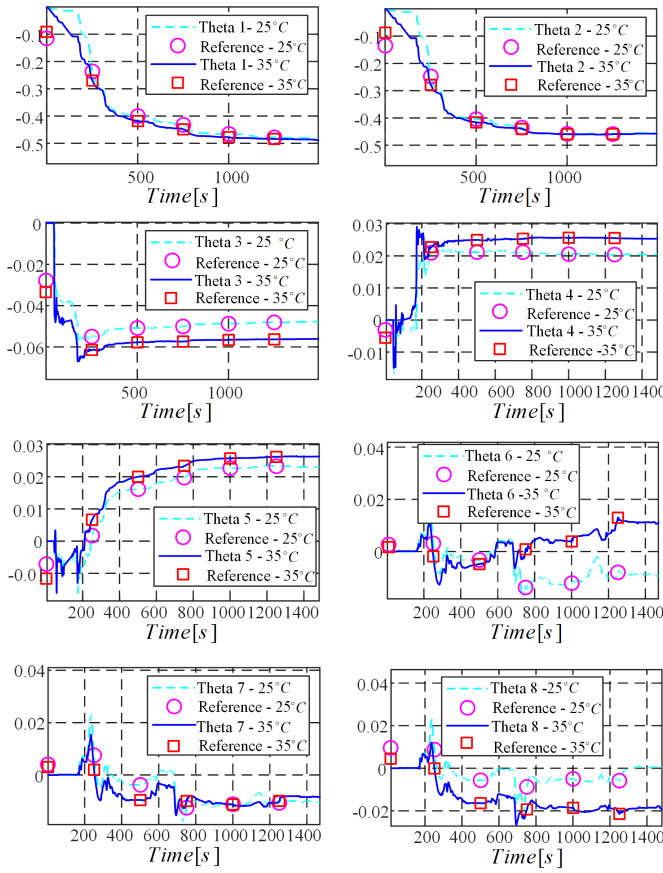 -0.1
-0.2
-0.3
-0.4
-0.5
500
1000
Time[s]
Theta 1- 25°C
Reference - 25°C
Theta 1-35°C
Reference - 35°C
-0.1
-0.2
-0.3
-0.4
-0.5
500
1000
Time[s]
Theta 2 - 25°C
Reference - 25°C
Theta 2 -35°C
Reference - 35°C
0
-0.02
-0.04
-0.06
500
1000
Time[s]
Theta 3 - 25 °C
Reference - 25°C
Theta 3 -35°C
Reference - 35°C
0.03
0.02
0.01
0
-0.01
200 400 600 800 1000 1200 1400
Time[s]
Theta 4 - 25°C
Reference - 25°C
Theta 4 -35°C
Reference -35°C
0.03
0.02
0.01
0
-0.0
200 400 600 800 1000 1200 1400
Time[s]
Theta 5 - 25°C
Reference - 25°C
Theta 5 -35°C
Reference - 35°C
0.04
0.02
0
200 400 600 800 1000 1200 1400
Time[s]
Theta 6 - 25 °C
Reference - 25°C
Theta 6 -35°C
Reference - 35°C
0.04
0.02
0
200 400 600 800 1000 1200 1400
Time[s]
Theta 7 - 25°C
Reference - 25°C
Theta 7 -35°C
Reference - 35°C
0.04
0.02
0
-0.02
200 400 600 800 1000 1200 1400
Time[s]
Theta 8 -25°C
Reference - 25°C
Theta 8 - 35°C
Reference - 35°C